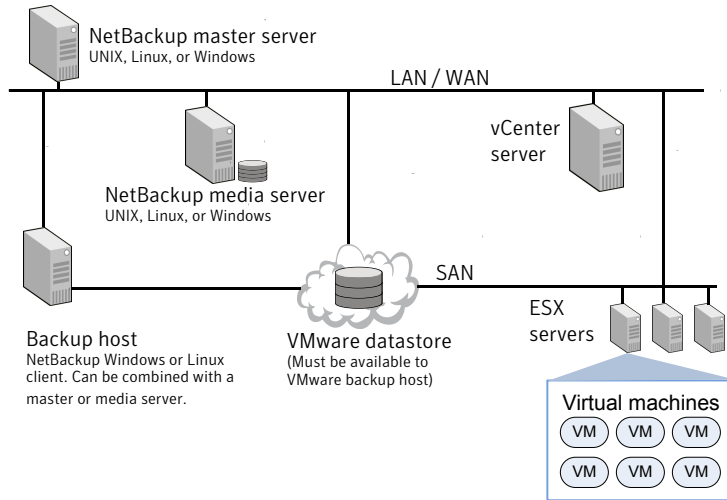 NetBackup master server
UNIX, Linux, or Windows
LAN / WAN
vCenter
server
NetBackup media server
UNIX, Linux, or Windows
SAN
ESX
servers
Backup host
NetBackup Windows or Linux
client. Can be combined with a
master or media server.
VMware datastore
(Must be available to
VMware backup host)
Virtual machines
VM VM VM
VM VM VM